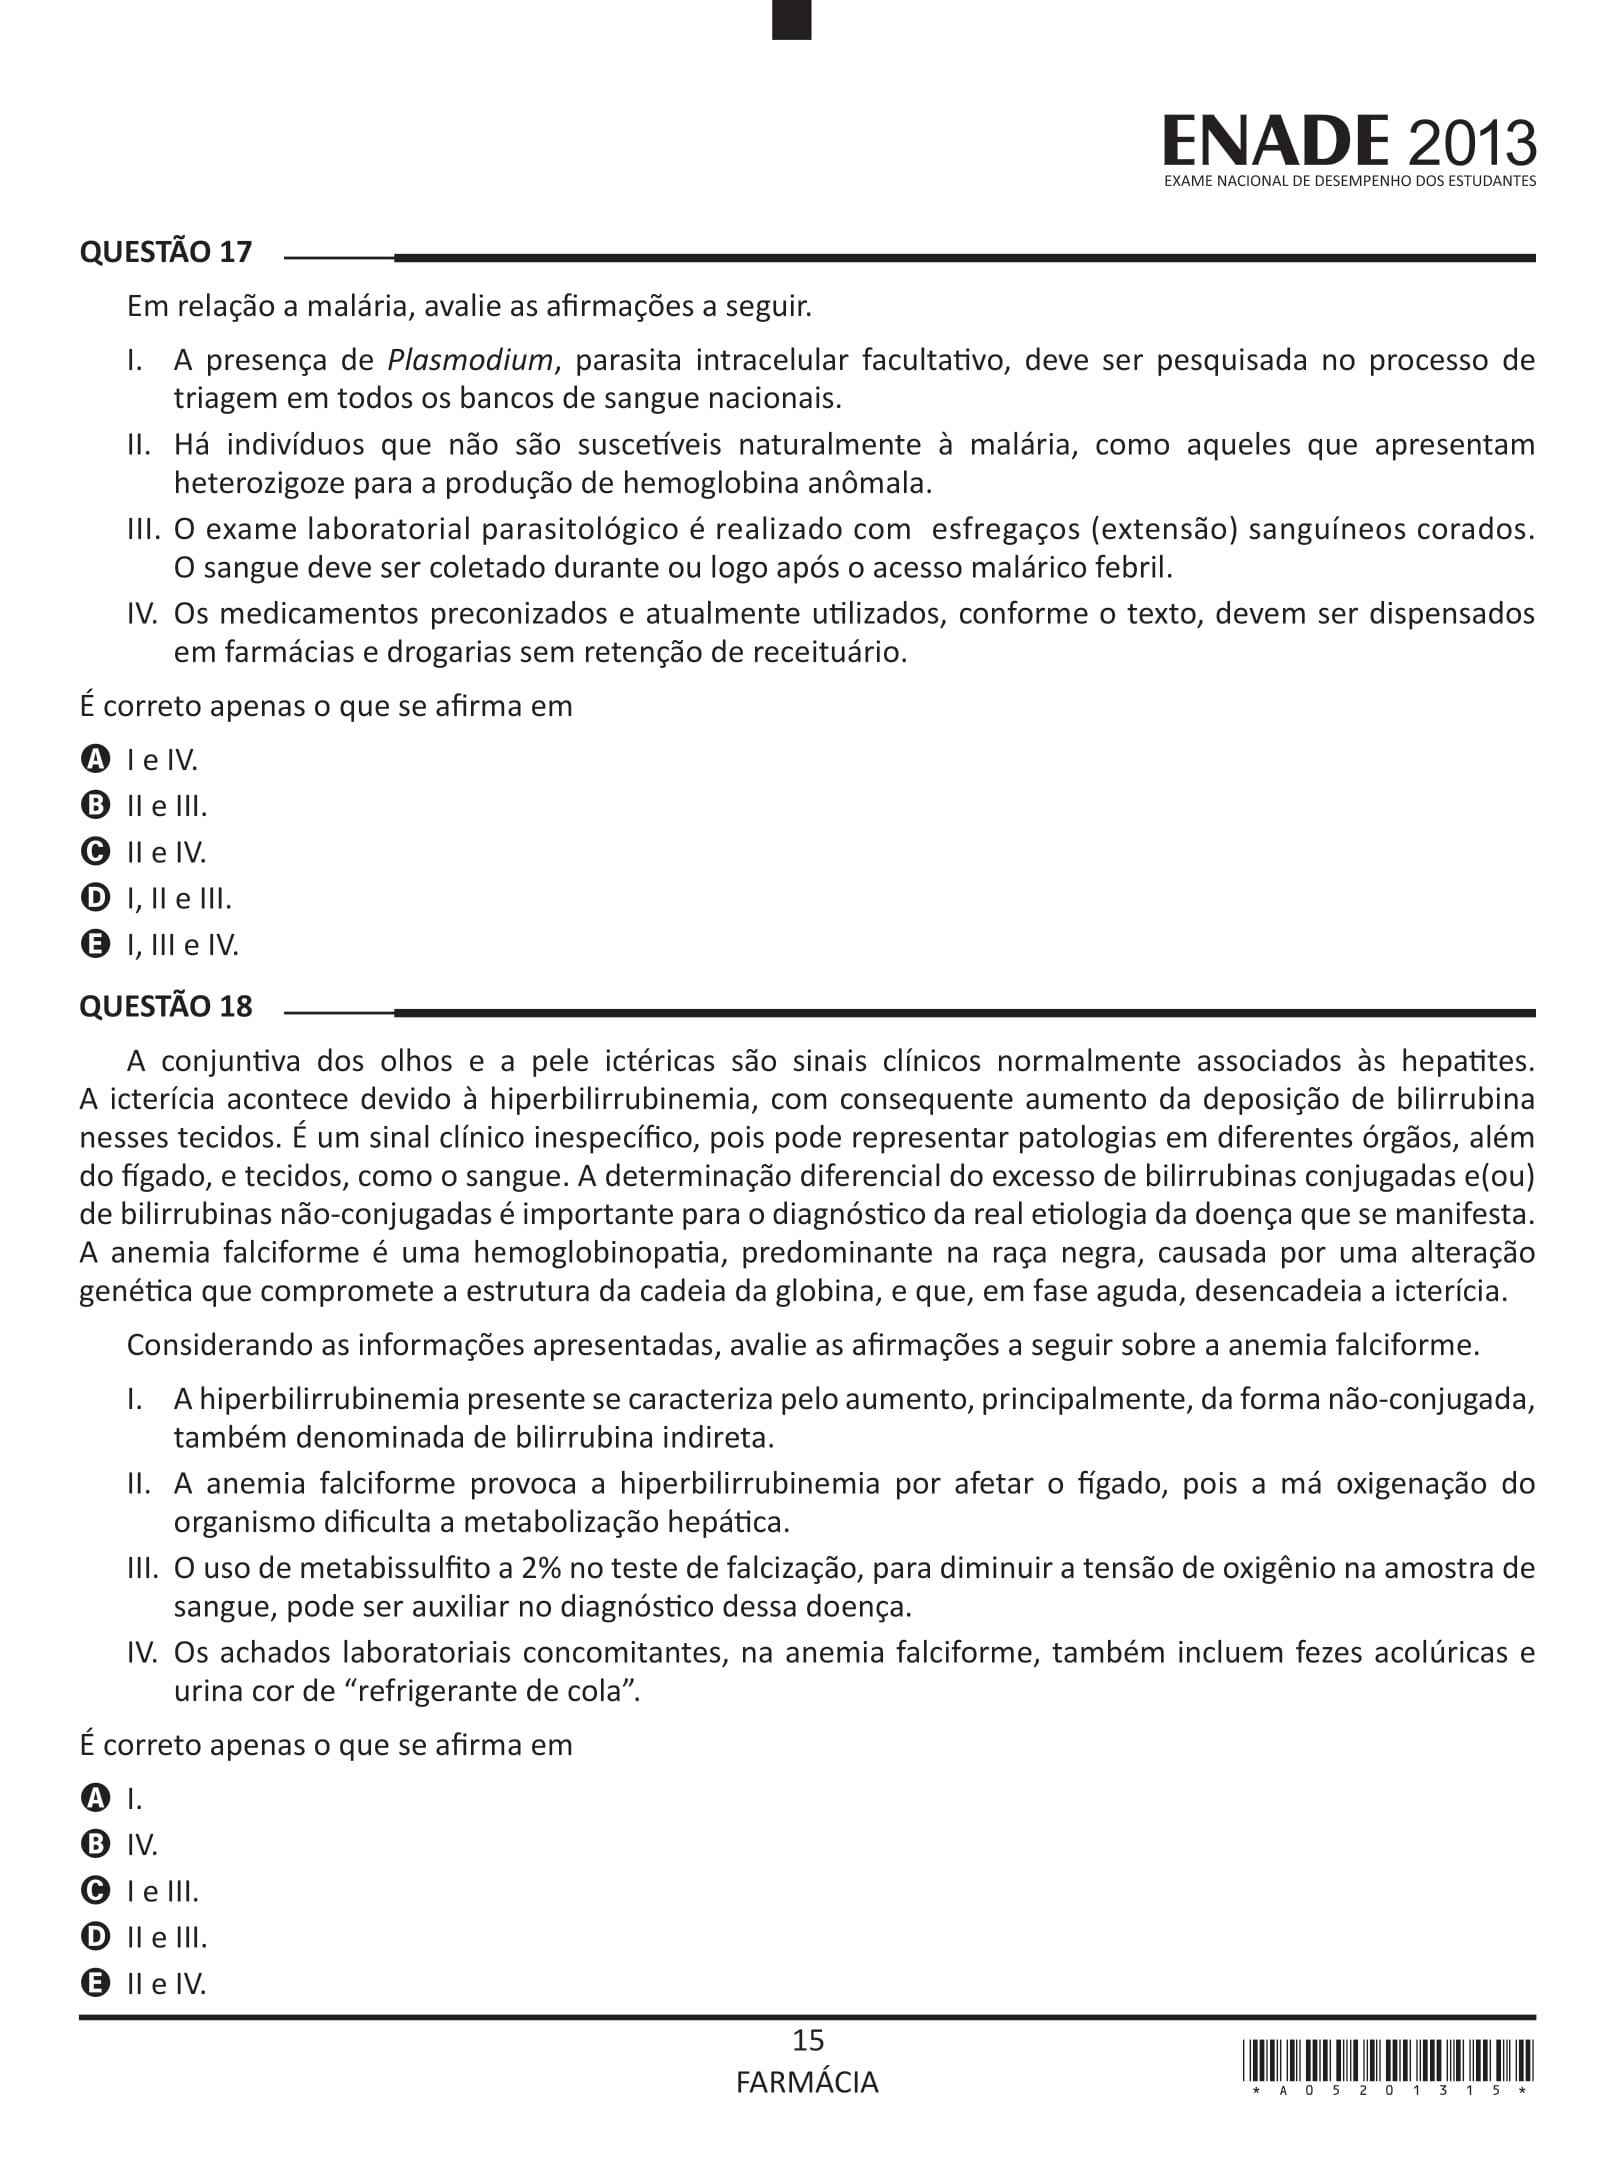 ENADE 2013
EXAME NACIONAL DE DESEMPENHO DOS ESTUDANTES
QUESTÃO 17
Em relação a malária, avalie as afirmações a seguir.
I. A presença de Plasmodium, parasita intracelular facultativo, deve ser pesquisada no processo de
triagem em todos os bancos de sangue nacionais.
II. Há indivíduos que não são suscetíveis naturalmente à malária, como aqueles que apresentam
heterozigoze para a produção de hemoglobina anômala.
III. O exame laboratorial parasitológico é realizado com esfregaços (extensão) sanguíneos corados.
O sangue deve ser coletado durante ou logo após o acesso malárico febril.
IV. Os medicamentos preconizados e atualmente utilizados, conforme o texto, devem ser dispensados
em farmácias e drogarias sem retenção de receituário.
É correto apenas o que se afirma em
A I e IV.
B II e III.
C II e IV.
D I, II e III.
E I, III e IV.
QUESTÃO 18
A conjuntiva dos olhos e a pele ictéricas são sinais clínicos normalmente associados às hepatites.
A icterícia acontece devido à hiperbilirrubinemia, com consequente aumento da deposição de bilirrubina
nesses tecidos. É um sinal clínico inespecífico, pois pode representar patologias em diferentes órgãos, além
do fígado, e tecidos, como o sangue. A determinação diferencial do excesso de bilirrubinas conjugadas e(ou)
de bilirrubinas não-conjugadas é importante para o diagnóstico da real etiologia da doença que se manifesta.
A anemia falciforme é uma hemoglobinopatia, predominante na raça negra, causada por uma alteração
genética que compromete a estrutura da cadeia da globina, e que, em fase aguda, desencadeia a icterícia.
Considerando as informações apresentadas, avalie as afirmações a seguir sobre a anemia falciforme.
I. A hiperbilirrubinemia presente se caracteriza pelo aumento, principalmente, da forma não-conjugada,
também denominada de bilirrubina indireta.
II. A anemia falciforme provoca a hiperbilirrubinemia por afetar o fígado, pois a má oxigenação do
organismo dificulta a metabolização hepática.
III. O uso de metabissulfito a 2% no teste de falcização, para diminuir a tensão de oxigênio na amostra de
sangue, pode ser auxiliar no diagnóstico dessa doença.
IV. Os achados laboratoriais concomitantes, na anemia falciforme, também incluem fezes acolúricas e
urina cor de “refrigerante de cola”.
É correto apenas o que se afirma em
A I.
B IV.
C I e III.
D II e III.
E II e IV.
15
FARMÁCIA
* A 0 5 2 0 1 3 1 5 *